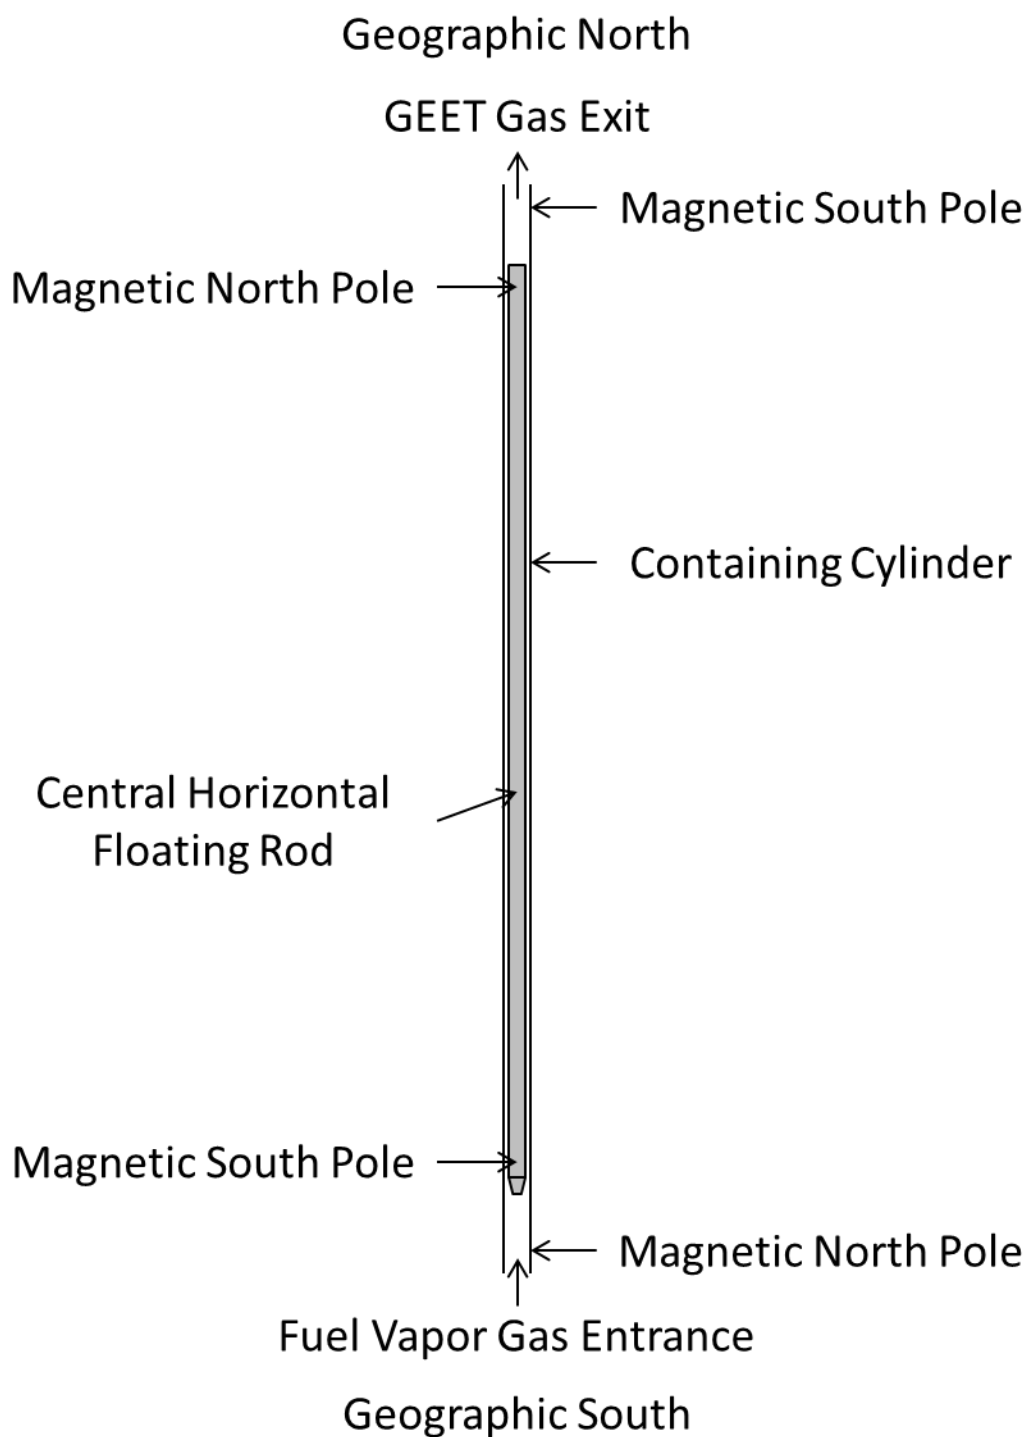 Geographic North
GEET Gas Exit
Magnetic South Pole
Magnetic North Pole
Containing Cylinder
Central Horizontal
Floating Rod
Magnetic South Pole
Magnetic North Pole
Fuel Vapor Gas Entrance
Geographic South